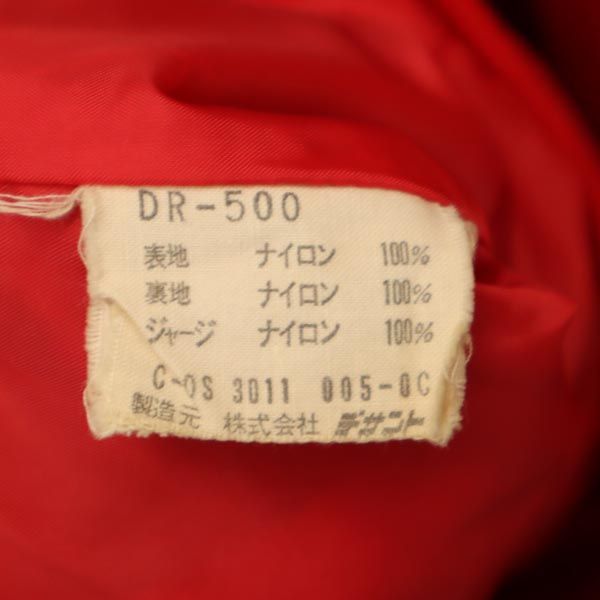 DR-500
表地 ナイロン 100%
裏地 ナイロン 100%
ジャージ ナイロン 100%
C-OS 3011 005-0C
製造元 株式会社 デサント